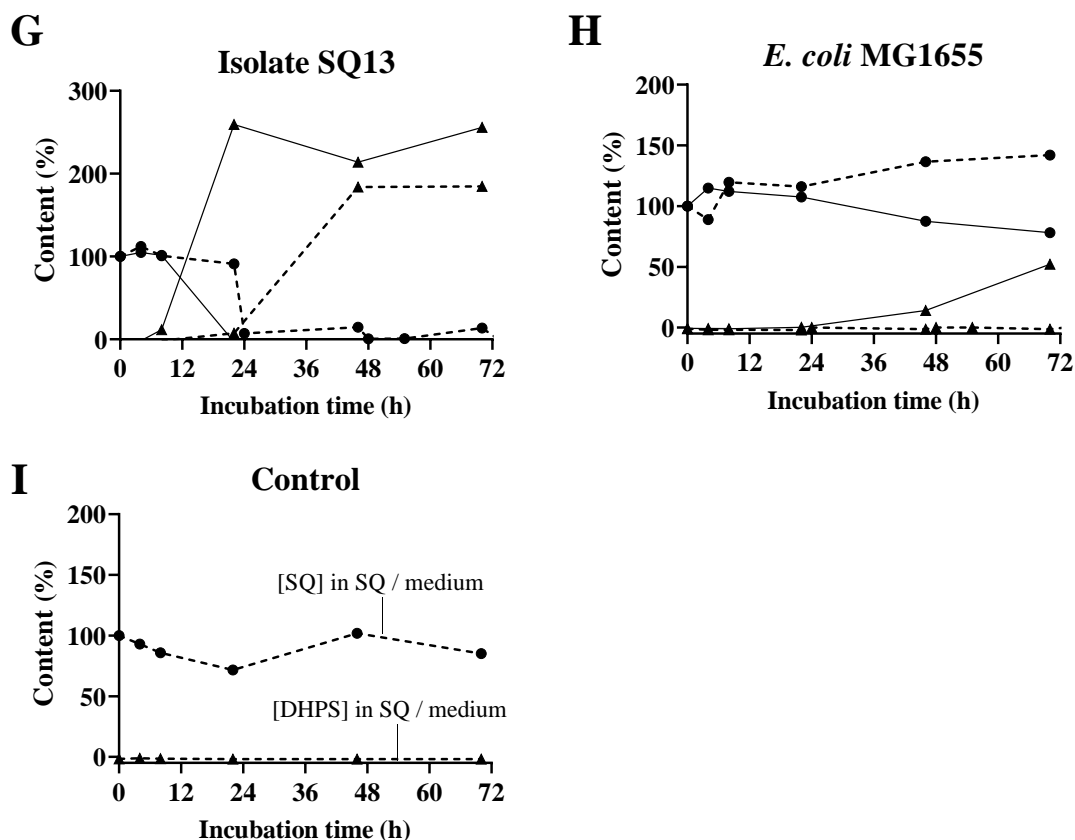 G
Isolate SQ13
300
200
100
0
Content (%)
0 12 24 36 48 60 72
Incubation time (h)
H
E. coli MG1655
200
150
100
50
0
Content (%)
0 12 24 36 48 60 72
Incubation time (h)
I
Control
200
150
100
50
0
Content (%)
[SQ] in SQ / medium
[DHPS] in SQ / medium
0 12 24 36 48 60 72
Incubation time (h)